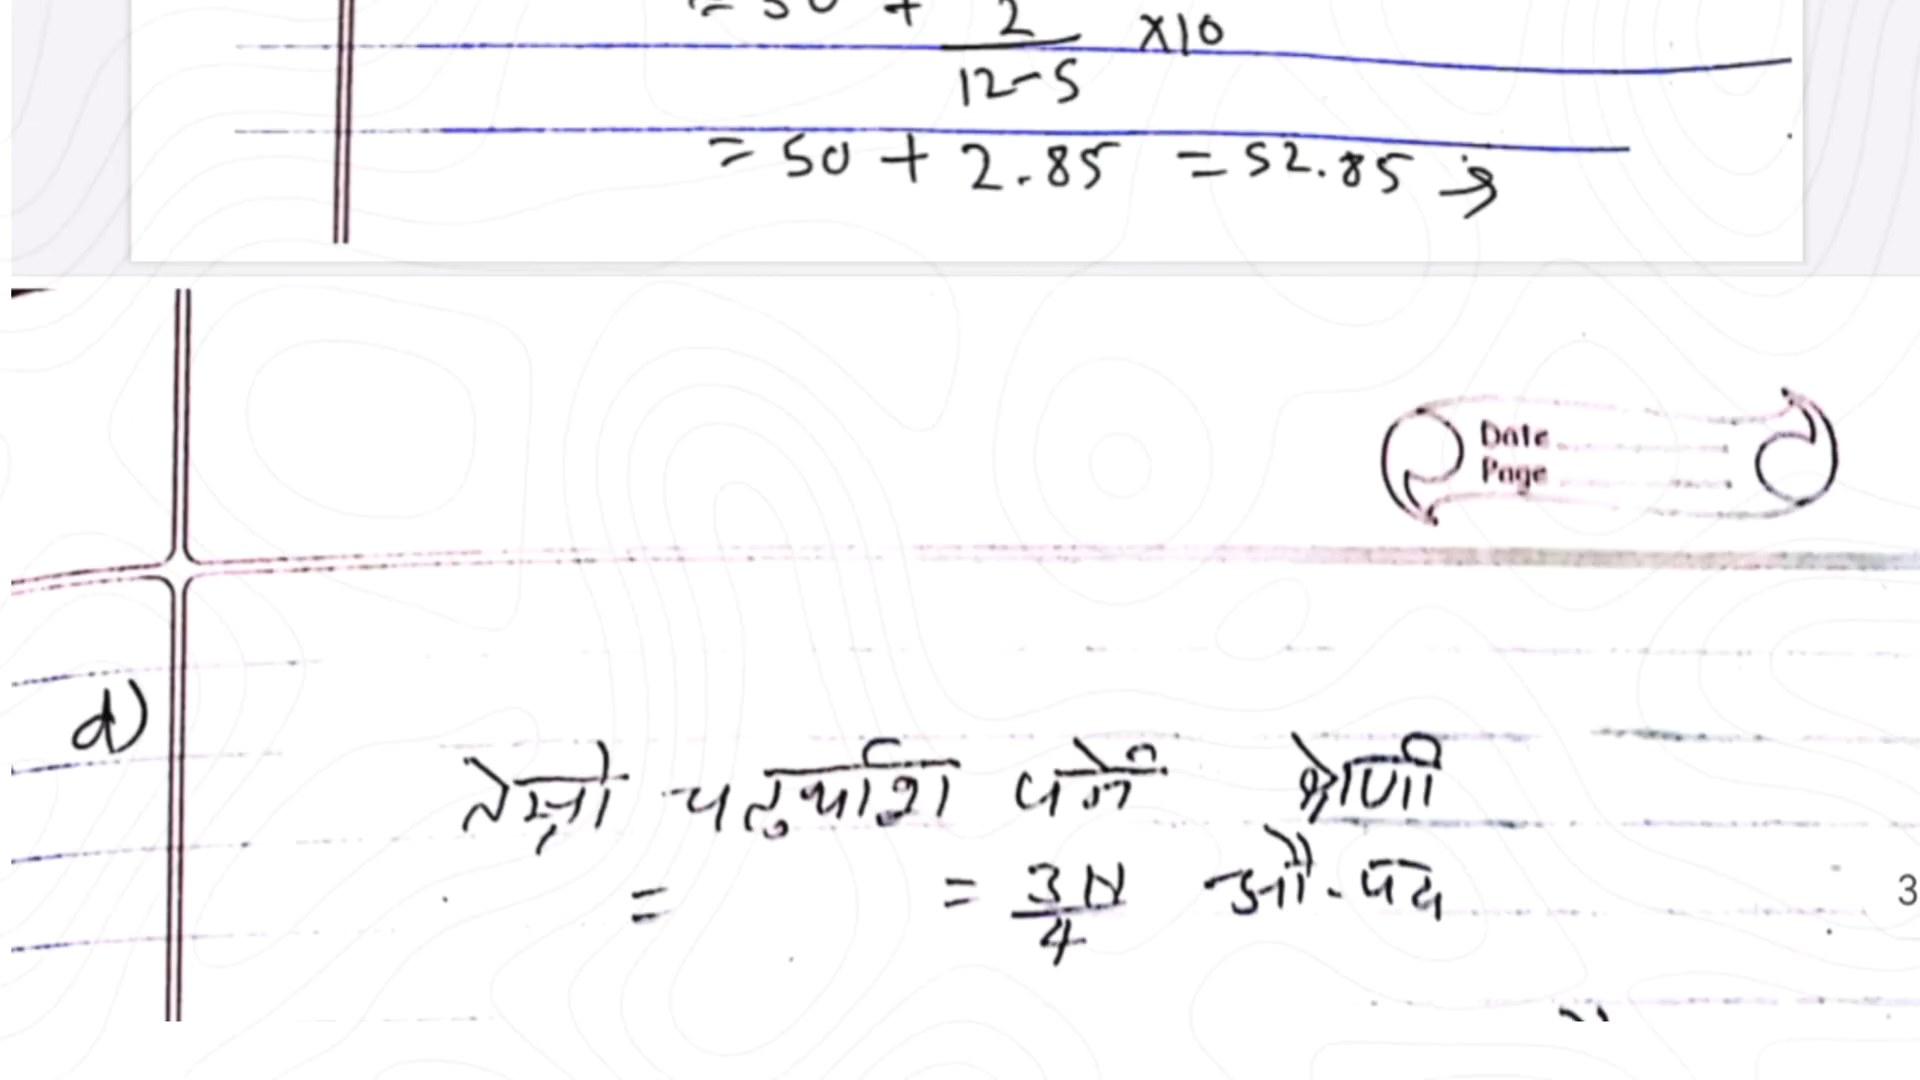 = 50 + 2/(12-5) ×10
= 50 + 2.85 = 52.85
Date
Page
d)
तेस्रो चतुर्थांश पर्ने श्रेणी
= = 3N/4 औं पद
3